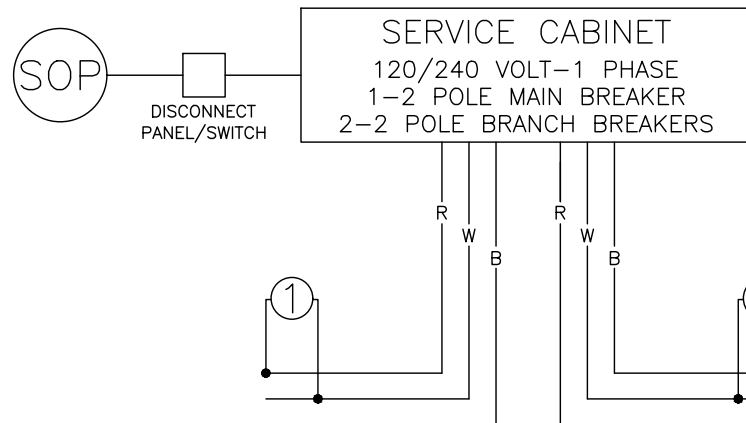 SERVICE CABINET
120/240 VOLT-1 PHASE
1-2 POLE MAIN BREAKER
2-2 POLE BRANCH BREAKERS
SOP
DISCONNECT
PANEL/SWITCH
R
W
B
R
W
B
1